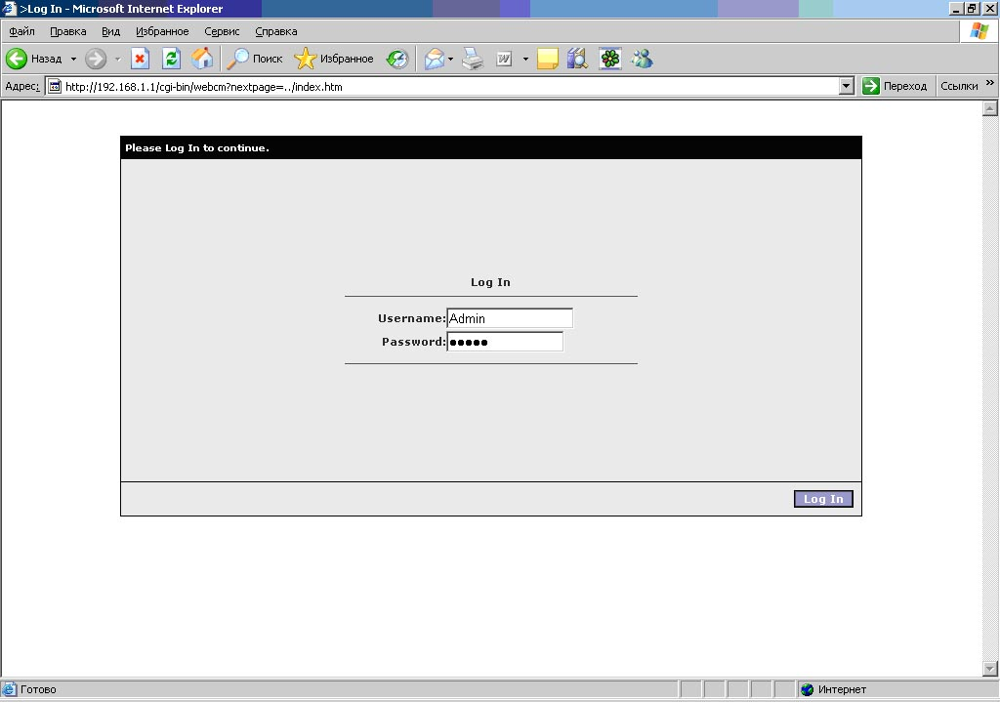 >Log In - Microsoft Internet Explorer
Файл Правка Вид Избранное Сервис Справка
Назад Поиск Избранное W
Адрес: http://192.168.1.1/cgi-bin/webcm?nextpage=../index.htm Переход Ссылки »
Please Log In to continue.
Log In
Username: Admin
Password: •••••
Log In
Готово Интернет